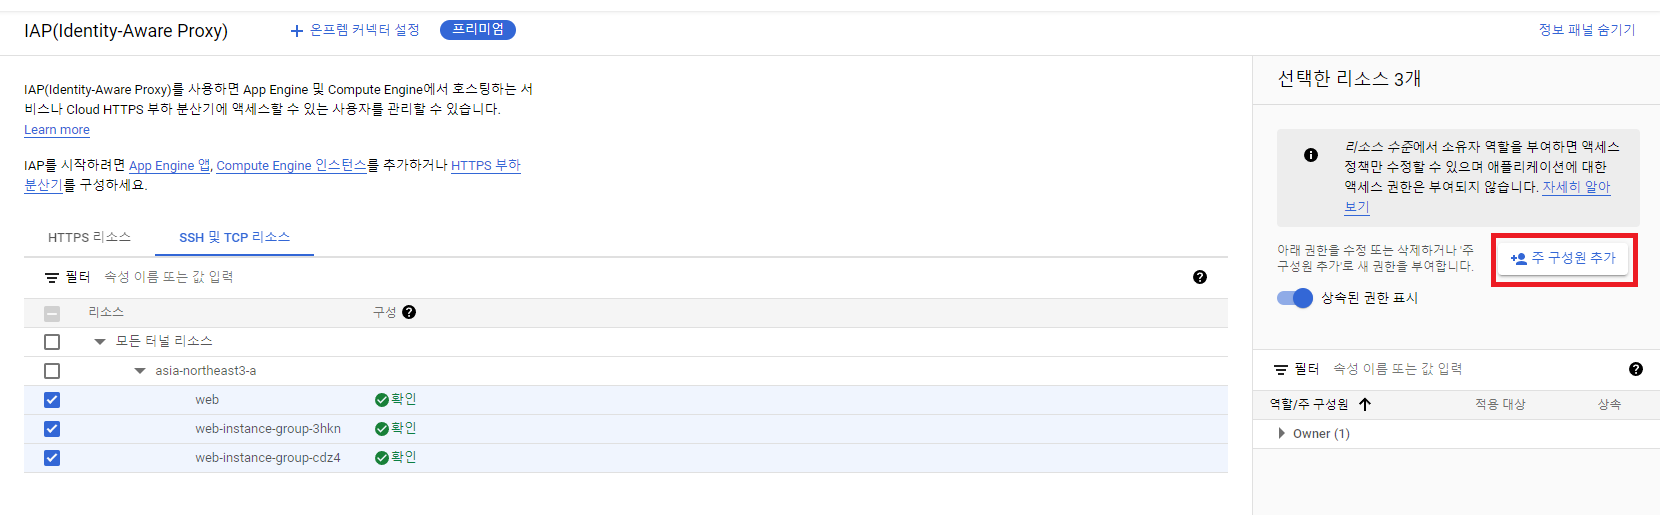 IAP(Identity-Aware Proxy)
온프렘 커넥터 설정
프리미엄
정보 패널 숨기기
IAP(Identity-Aware Proxy)를 사용하면 App Engine 및 Compute Engine에서 호스팅하는 서
비스나 Cloud HTTPS 부하 분산기에 액세스할 수 있는 사용자를 관리할 수 있습니다.
Learn more
IAP를 시작하려면 App Engine 앱, Compute Engine 인스턴스를 추가하거나 HTTPS 부하
분산기를 구성하세요.
HTTPS 리소스
SSH 및 TCP 리소스
필터 속성 이름 또는 값 입력
리소스 구성
모든 터널 리소스
asia-northeast3-a
web 확인
web-instance-group-3hkn 확인
web-instance-group-cdz4 확인
선택한 리소스 3개
리소스 수준에서 소유자 역할을 부여하면 액세스
정책만 수정할 수 있으며 애플리케이션에 대한
액세스 권한은 부여되지 않습니다. 자세히 알아
보기
아래 권한을 수정 또는 삭제하거나 '주
구성원 추가'로 새 권한을 부여합니다.
주 구성원 추가
상속된 권한 표시
필터 속성 이름 또는 값 입력
역할/주 구성원 적용 대상 상속
Owner (1)